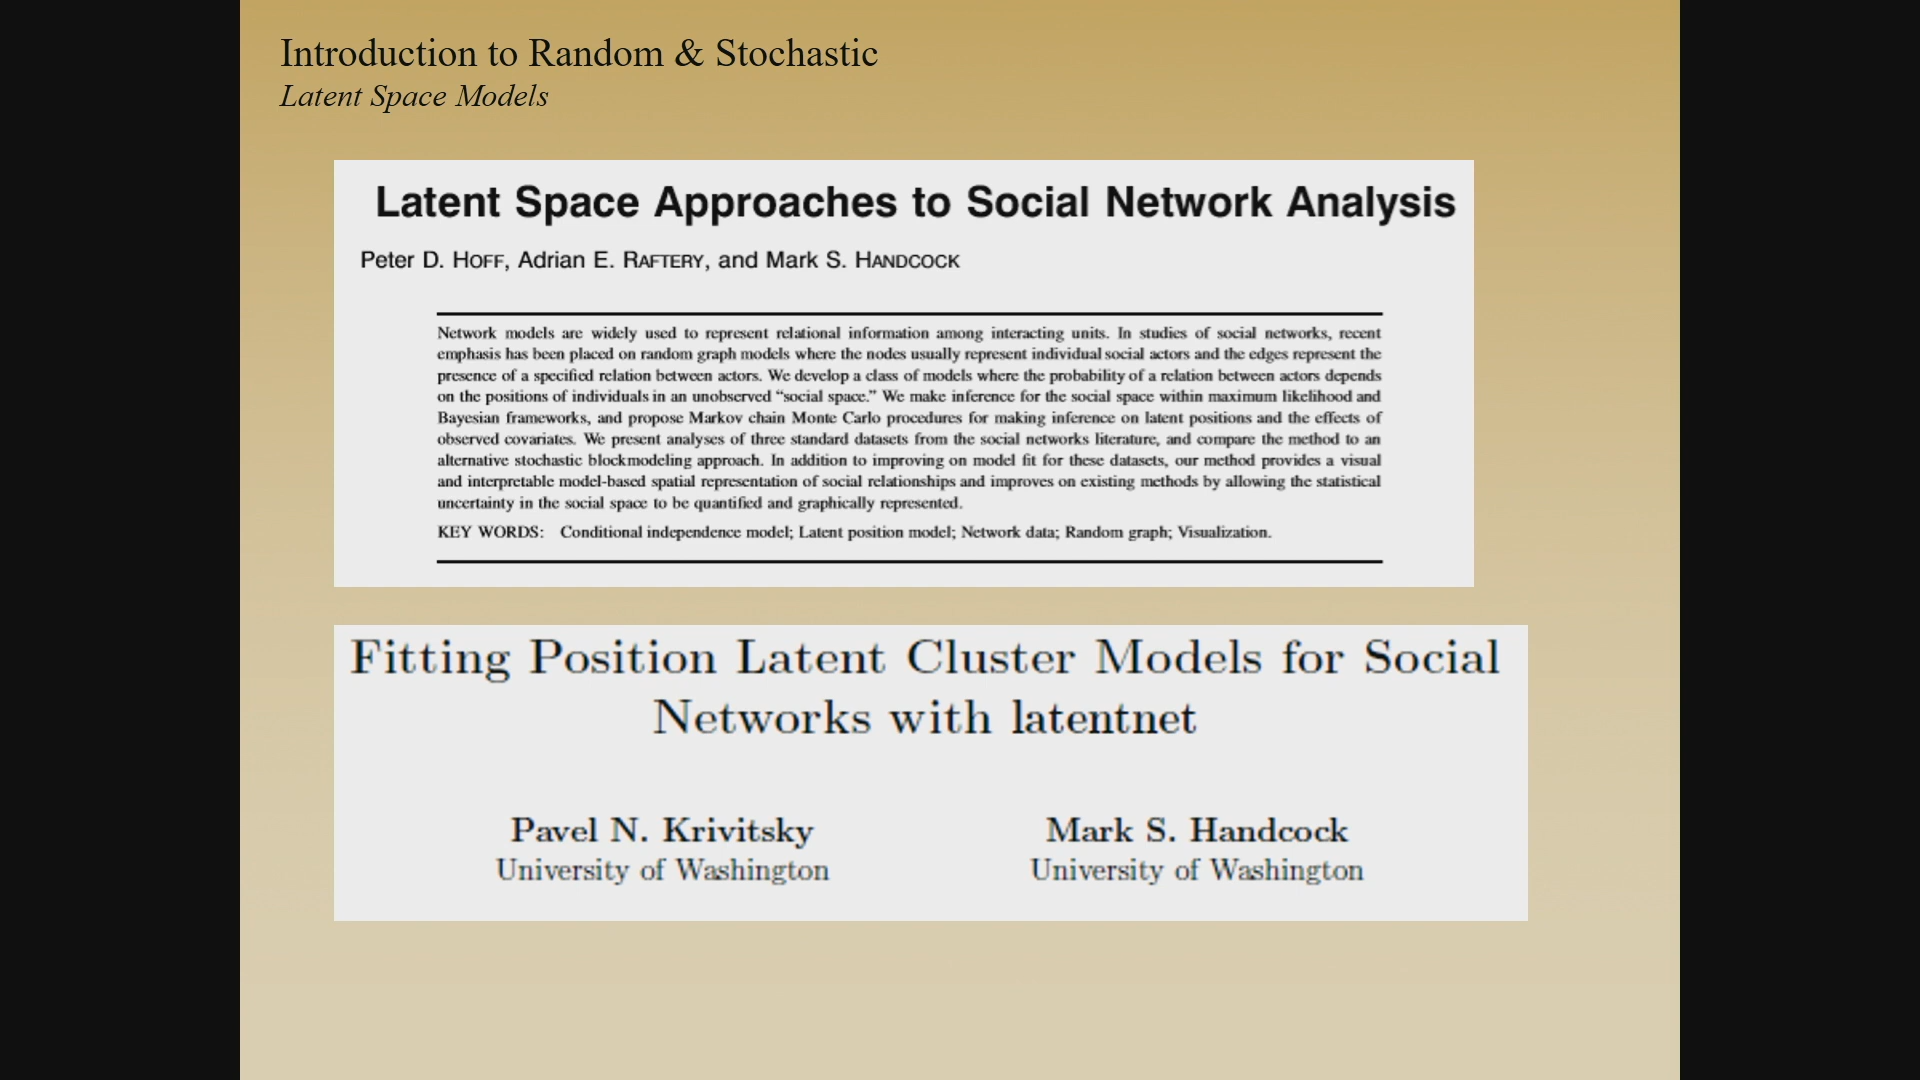 Introduction to Random & Stochastic
Latent Space Models
Latent Space Approaches to Social Network Analysis
Peter D. HOFF, Adrian E. RAFTERY, and Mark S. HANDCOCK
Network models are widely used to represent relational information among interacting units. In studies of social networks, recent
emphasis has been placed on random graph models where the nodes usually represent individual social actors and the edges represent the
presence of a specified relation between actors. We develop a class of models where the probability of a relation between actors depends
on the positions of individuals in an unobserved “social space.” We make inference for the social space within maximum likelihood and
Bayesian frameworks, and propose Markov chain Monte Carlo procedures for making inference on latent positions and the effects of
observed covariates. We present analyses of three standard datasets from the social networks literature, and compare the method to an
alternative stochastic blockmodeling approach. In addition to improving on model fit for these datasets, our method provides a visual
and interpretable model-based spatial representation of social relationships and improves on existing methods by allowing the statistical
uncertainty in the social space to be quantified and graphically represented.
KEY WORDS: Conditional independence model; Latent position model; Network data; Random graph; Visualization.
Fitting Position Latent Cluster Models for Social
Networks with latentnet
Pavel N. Krivitsky
University of Washington
Mark S. Handcock
University of Washington